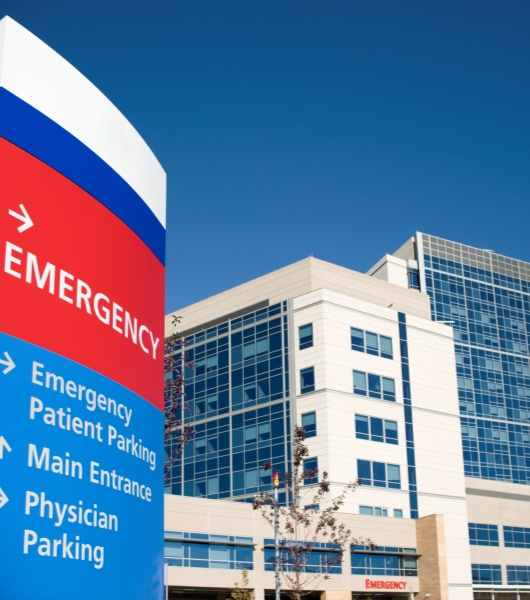 EMERGENCY
Emergency
Patient Parking
Main Entrance
Physician
Parking
EMERGENCY